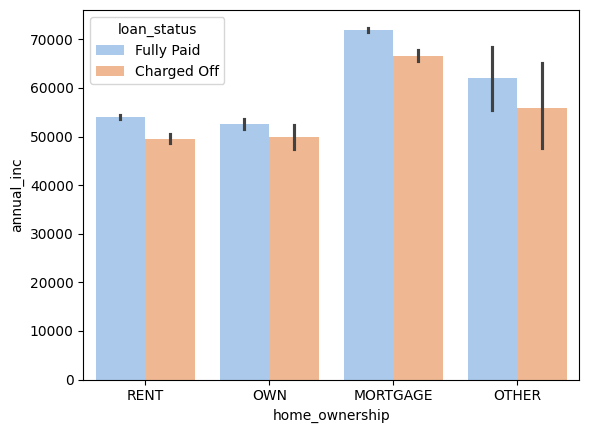 loan_status
Fully Paid
Charged Off
70000
60000
50000
40000
30000
20000
10000
0
annual_inc
RENT
OWN
MORTGAGE
OTHER
home_ownership